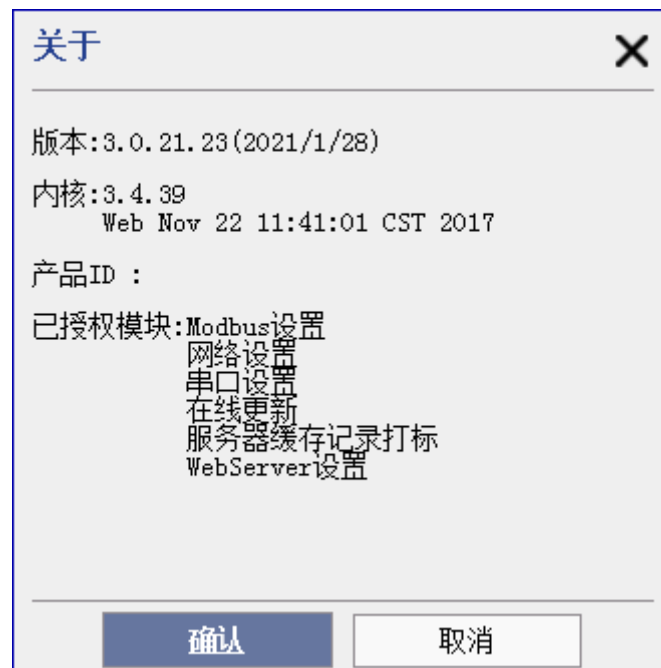 关于
版本:3.0.21.23(2021/1/28)
内核:3.4.39
Web Nov 22 11:41:01 CST 2017
产品ID :
已授权模块:Modbus设置
网络设置
串口设置
在线更新
服务器缓存记录打标
WebServer设置
确认
取消